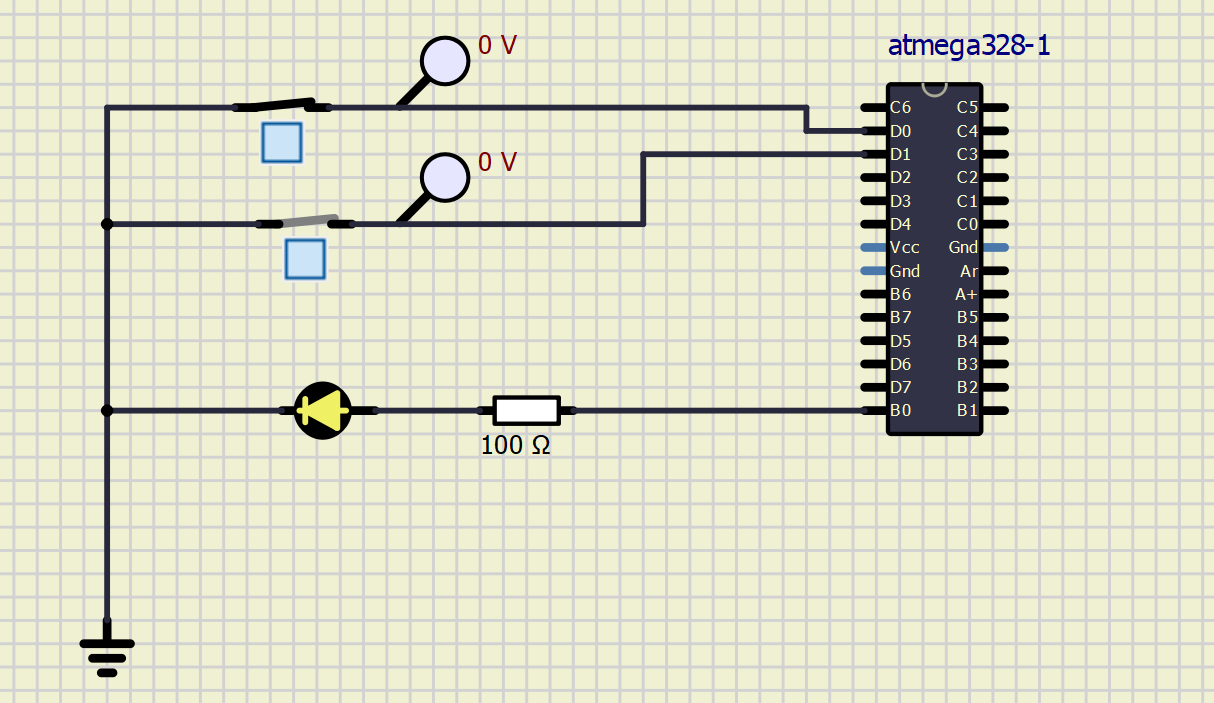 0 V
atmega328-1
0 V
C6 C5
D0 C4
D1 C3
D2 C2
D3 C1
D4 C0
Vcc Gnd
Gnd Ar
B6 A+
B7 B5
D5 B4
D6 B3
D7 B2
B0 B1
100 Ω